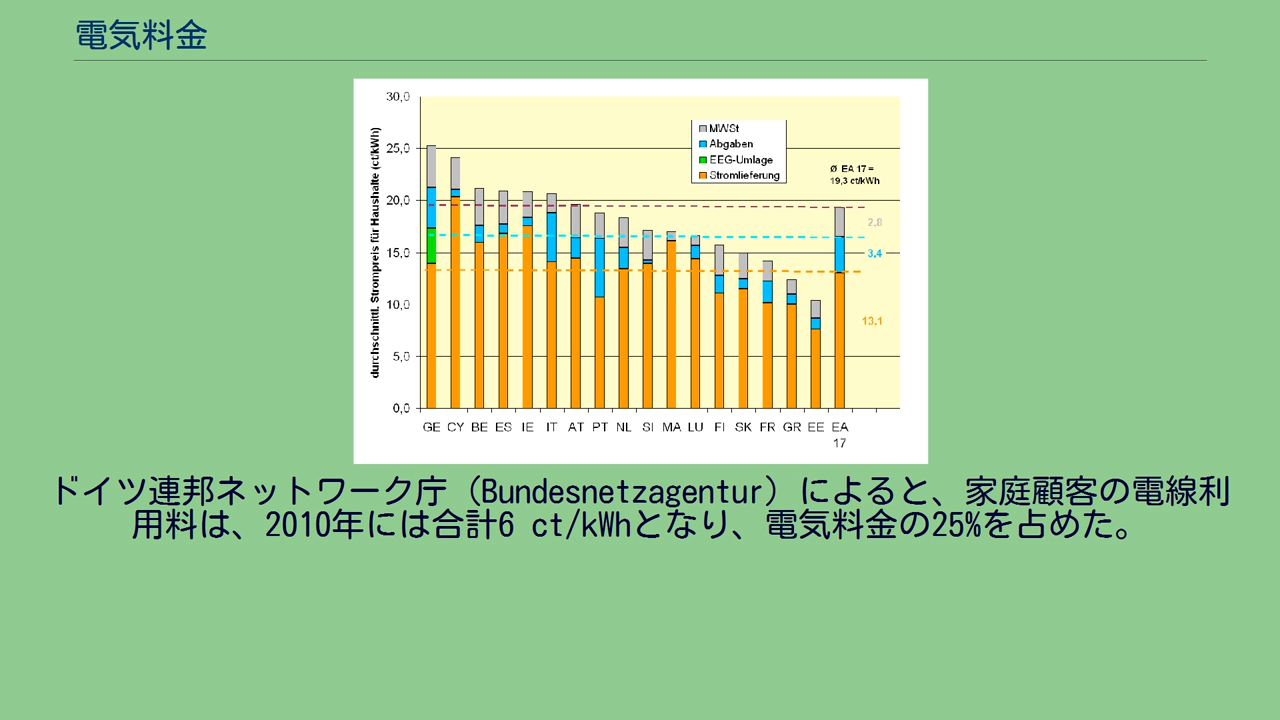 電気料金
30,0
25,0
20,0
15,0
10,0
5,0
0,0
durchschnittl. Strompreis für Haushalte (ct/kWh)
MWSt
Abgaben
EEG-Umlage
Stromlieferung
Ø EA 17 =
19,3 ct/kWh
2,8
3,4
13,1
GE CY BE ES IE IT AT PT NL SI MA LU FI SK FR GR EE EA
17
ドイツ連邦ネットワーク庁（Bundesnetzagentur）によると、家庭顧客の電線利
用料は、2010年には合計6 ct/kWhとなり、電気料金の25%を占めた。